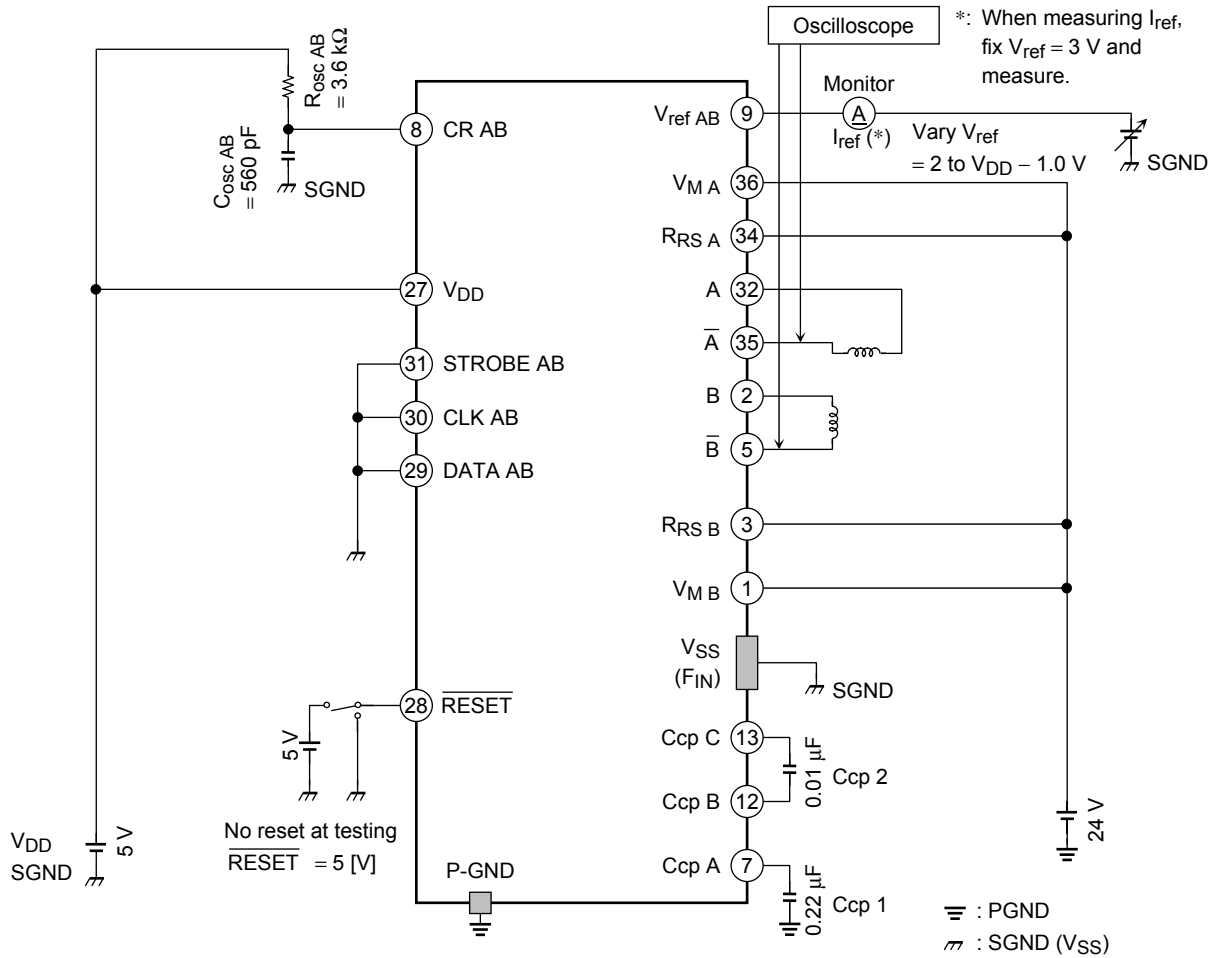 Oscilloscope
*: When measuring Iref,
fix Vref = 3 V and
measure.
Rosc AB
= 3.6 kΩ
Cosc AB
= 560 pF
SGND
8 CR AB
27 VDD
31 STROBE AB
30 CLK AB
29 DATA AB
28 RESET
5 V
No reset at testing
RESET = 5 [V]
VDD
SGND
5 V
P-GND
Vref AB 9
Monitor
A
Iref (*)
Vary Vref
= 2 to VDD − 1.0 V
SGND
VM A 36
RRS A 34
A 32
A 35
B 2
B 5
RRS B 3
VM B 1
VSS
(FIN)
SGND
Ccp C 13
0.01 µF
Ccp 2
Ccp B 12
Ccp A 7
0.22 µF
Ccp 1
24 V
: PGND
: SGND (VSS)